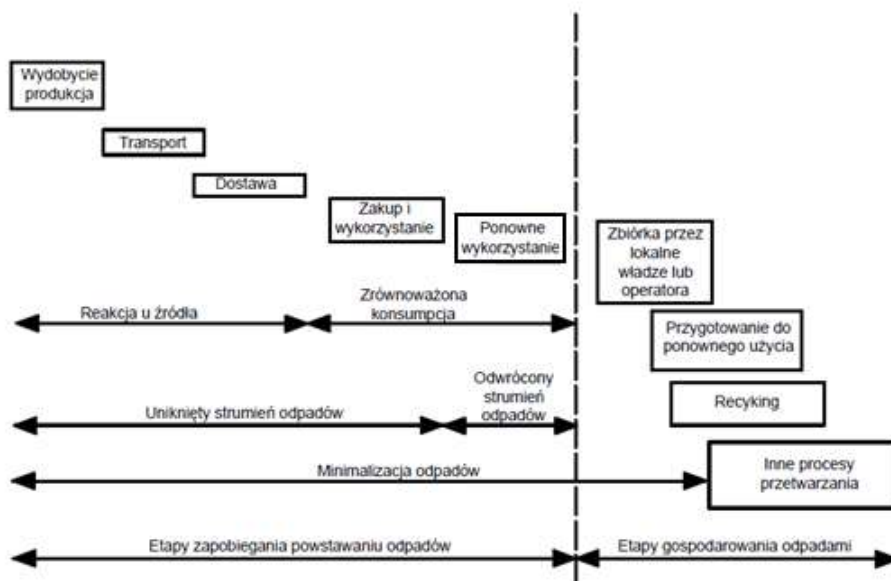 Wydobycie
produkcja
Transport
Dostawa
Zakup i
wykorzystanie
Ponowne
wykorzystanie
Zbiórka przez
lokalne
władze lub
operatora
Reakcja u źródła
Zrównoważona
konsumpcja
Przygotowanie do
ponownego użycia
Uniknięty strumień odpadów
Odwrócony
strumień
odpadów
Recyking
Minimalizacja odpadów
Inne procesy
przetwarzania
Etapy zapobiegania powstawaniu odpadów
Etapy gospodarowania odpadami